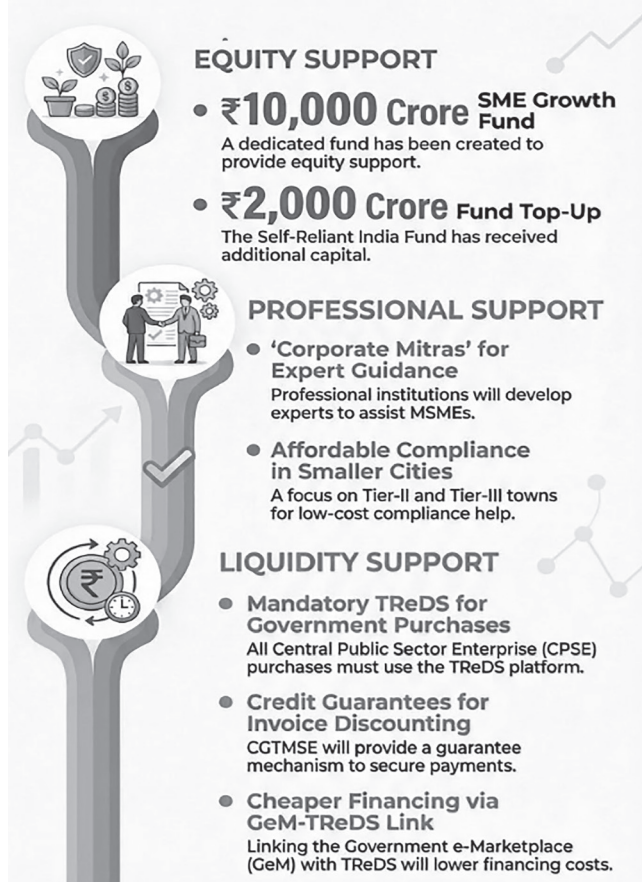 EQUITY SUPPORT
• ₹10,000 Crore SME Growth Fund
A dedicated fund has been created to
provide equity support.
• ₹2,000 Crore Fund Top-Up
The Self-Reliant India Fund has received
additional capital.
PROFESSIONAL SUPPORT
• ‘Corporate Mitras’ for
Expert Guidance
Professional institutions will develop
experts to assist MSMEs.
• Affordable Compliance
in Smaller Cities
A focus on Tier-II and Tier-III towns
for low-cost compliance help.
LIQUIDITY SUPPORT
• Mandatory TReDS for
Government Purchases
All Central Public Sector Enterprise (CPSE)
purchases must use the TReDS platform.
• Credit Guarantees for
Invoice Discounting
CGTMSE will provide a guarantee
mechanism to secure payments.
• Cheaper Financing via
GeM-TReDS Link
Linking the Government e-Marketplace
(GeM) with TReDS will lower financing costs.